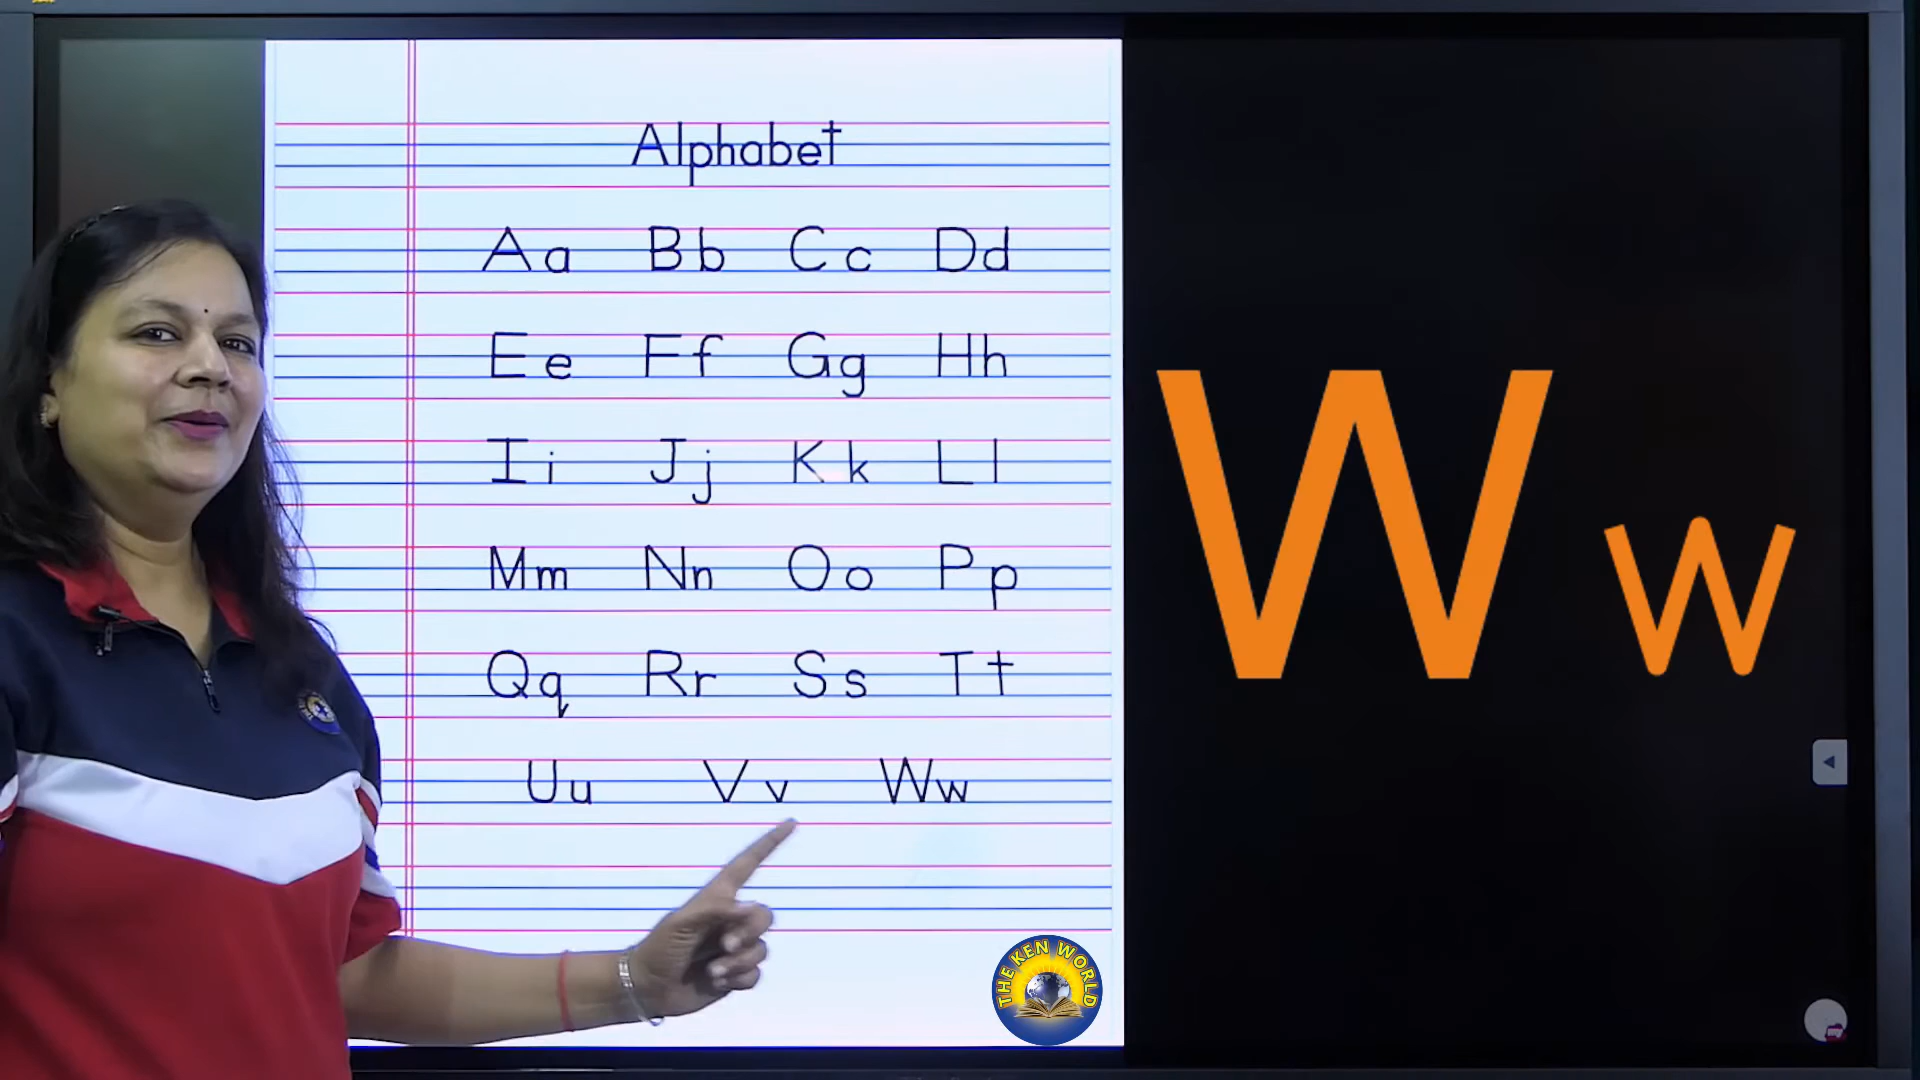 Alphabet
Aa Bb Cc Dd
Ee Ff Gg Hh
Ii Jj Kk Ll
Mm Nn Oo Pp
Qq Rr Ss Tt
Uu Vv Ww
W w
THE KEN WORLD